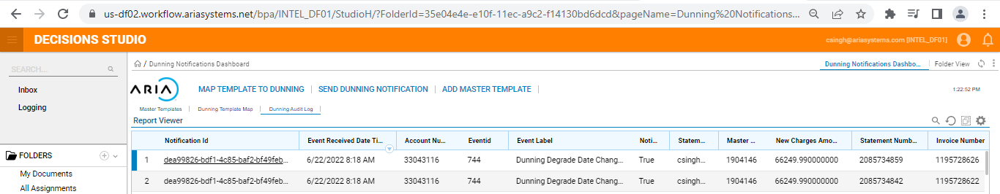 us-df02.workflow.ariasystems.net/bpa/INTEL_DF01/StudioH/?FolderId=35e04e4e-e10f-11ec-a9c2-f14130bd6dcd&pageName=Dunning%20Notifications...
DECISIONS STUDIO
csingh@ariasystems.com [INTEL_DF01]
SEARCH...
/ Dunning Notifications Dashboard
Dunning Notifications Dashbo...
Folder View
Inbox
Logging
ARIA
MAP TEMPLATE TO DUNNING | SEND DUNNING NOTIFICATION | ADD MASTER TEMPLATE |
1:22:52 PM
Master Templates | Dunning Template Map | Dunning Audit Log |
Report Viewer
Notification Id Event Received Date Ti... Account Nu... Eventid Event Label Noti... Statem... Master ... New Charges Amo... Statement Numb... Invoice Number
1 dea99826-bdf1-4c85-baf2-bf49feb... 6/22/2022 8:18 AM 33043116 744 Dunning Degrade Date Chang... True csingh... 1904146 66249.990000000 2085734859 1195728626
2 dea99826-bdf1-4c85-baf2-bf49feb... 6/22/2022 8:18 AM 33043116 744 Dunning Degrade Date Chang... True csingh... 1904146 66249.990000000 2085734842 1195728622
FOLDERS
My Documents
All Assignments